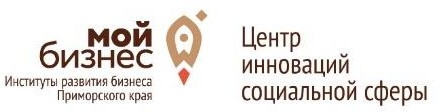 мой
бизнес
Институты развития бизнеса
Приморского края
Центр
инноваций
социальной сферы